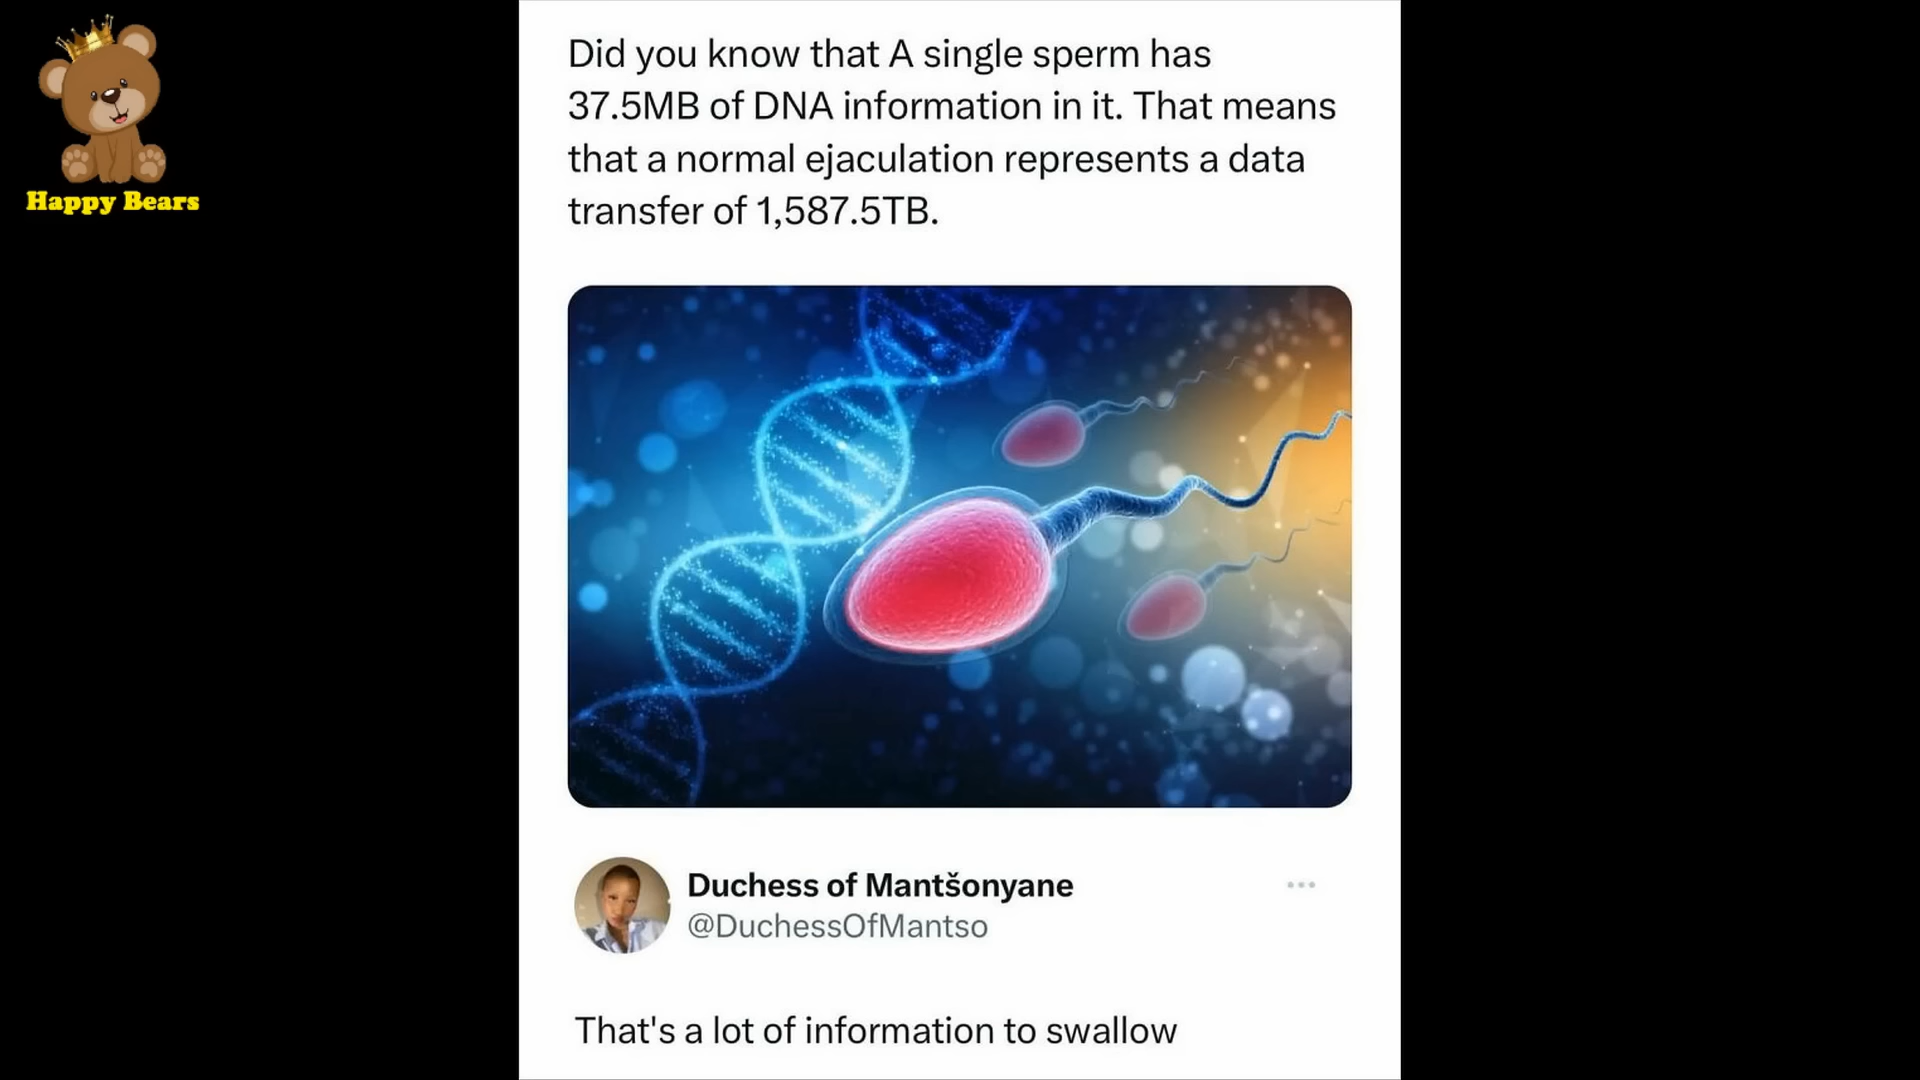 Happy Bears
Did you know that A single sperm has
37.5MB of DNA information in it. That means
that a normal ejaculation represents a data
transfer of 1,587.5TB.
Duchess of Mantšonyane
@DuchessOfMantso
That's a lot of information to swallow